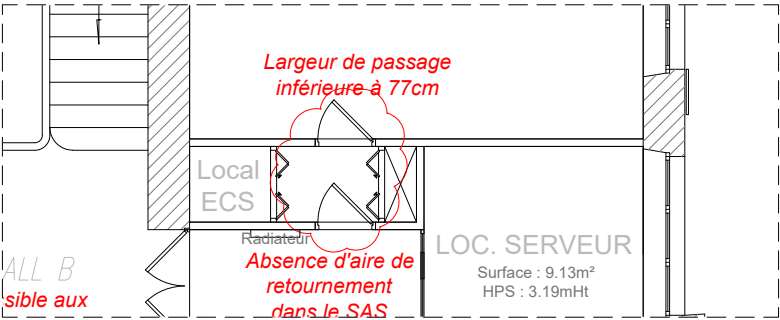 Largeur de passage
inférieure à 77cm
Local
ECS
Radiateur
LOC. SERVEUR
Surface : 9.13m²
HPS : 3.19mHt
ALL B
sible aux
Absence d'aire de
retournement
dans le SAS